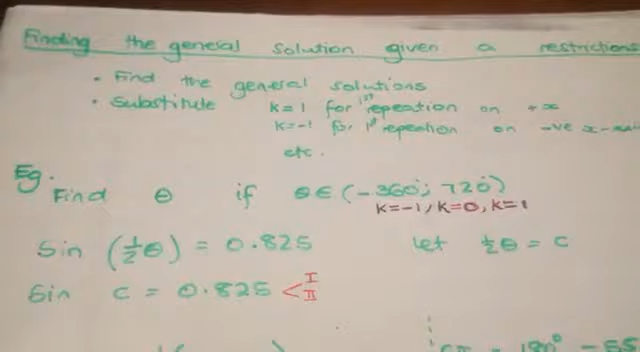 Finding the general solution given a restrictions
• Find the general solutions
• Substitute k=1 for 1st repeation on +x
k=-1 for 1st repeation on -ve x-
etc.
Eg. Find θ if θ∈(-360°; 720°)
k=-1, k=0, k=1
Sin (½θ) = 0.825 let ½θ = c
Sin c = 0.825 < I
II
180° - 55